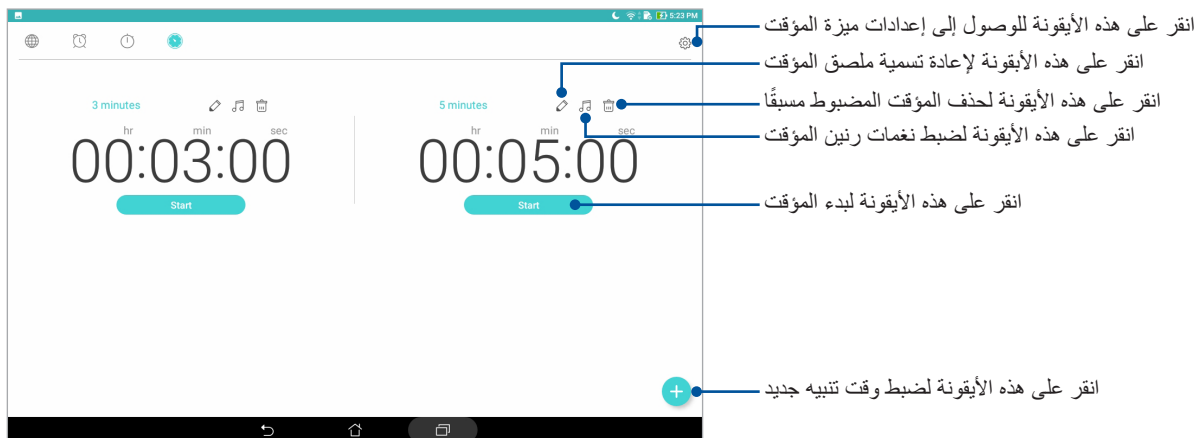 5:23 PM
انقر على هذه الأيقونة للوصول إلى إعدادات ميزة المؤقت
انقر على هذه الأبقونة لإعادة تسمية ملصق المؤقت
3 minutes
5 minutes
انقر على هذه الأيقونة لحذف المؤقت المضبوط مسبقًا
hr min sec
hr min sec
انقر على هذه الأيقونة لضبط نغمات رنين المؤقت
00:03:00
00:05:00
Start
Start
انقر على هذه الأيقونة لبدء المؤقت
انقر على هذه الأيقونة لضبط وقت تنبيه جديد